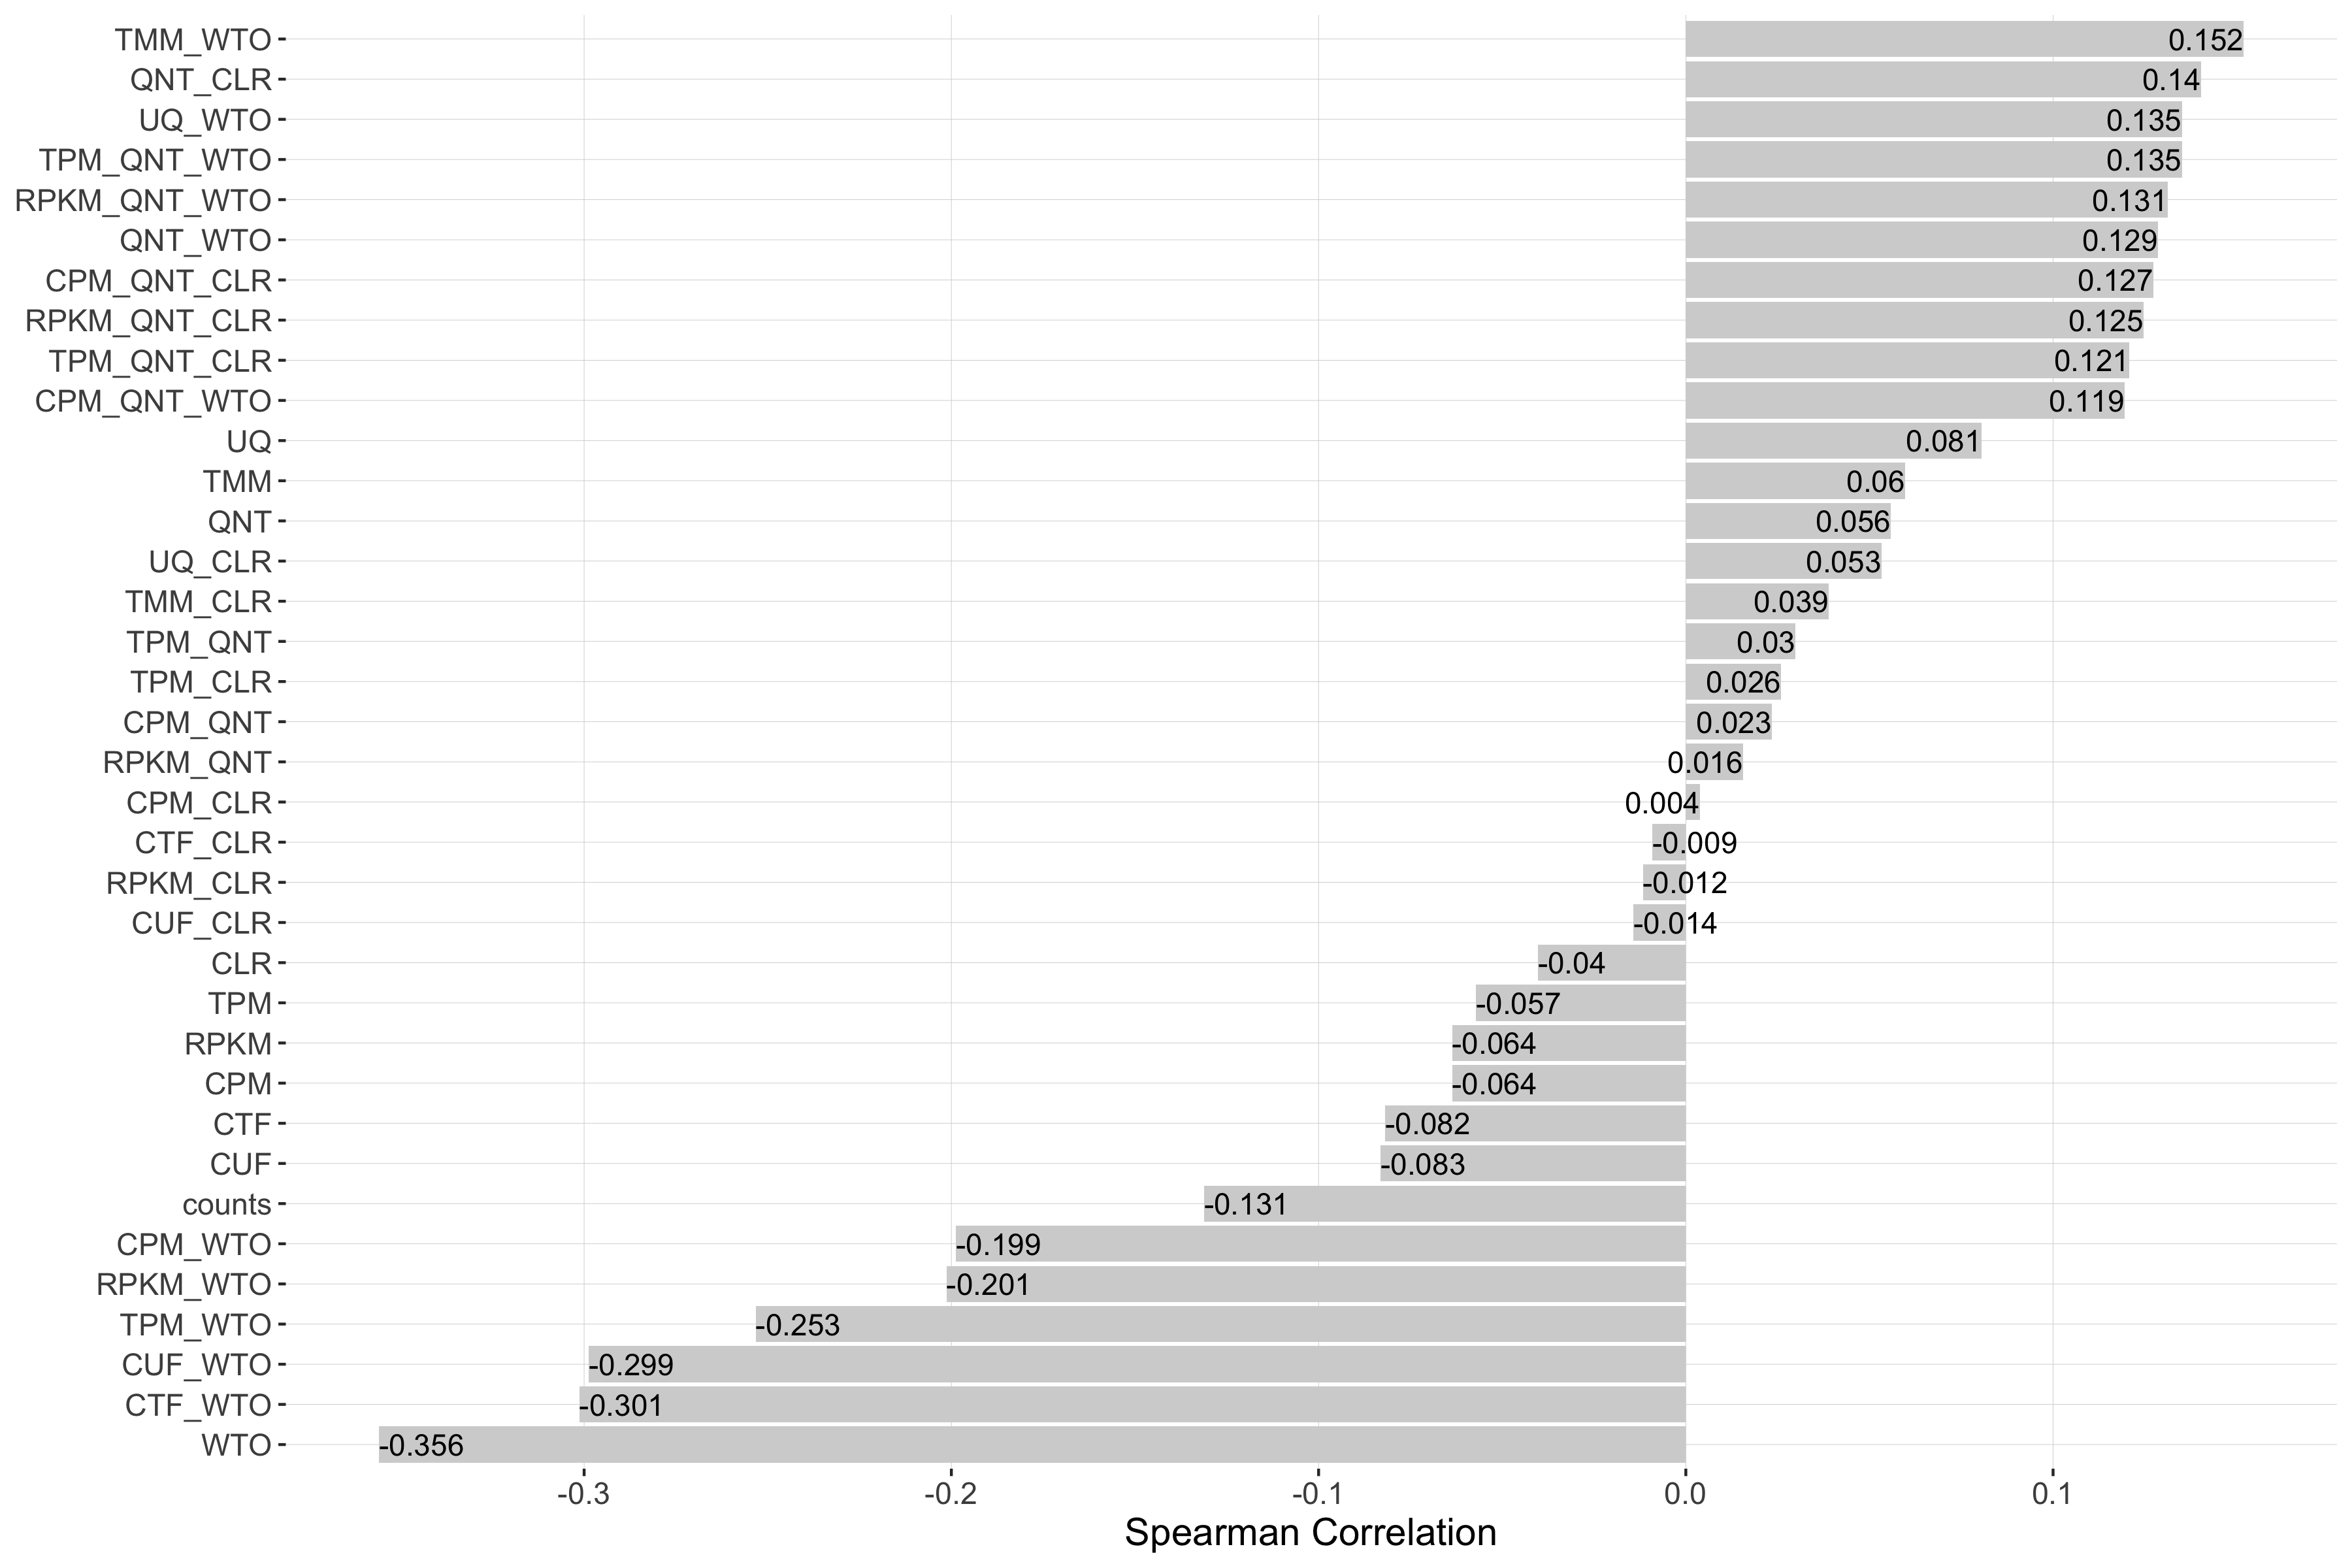 TMM_WTO 0.152
QNT_CLR 0.14
UQ_WTO 0.135
TPM_QNT_WTO 0.135
RPKM_QNT_WTO 0.131
QNT_WTO 0.129
CPM_QNT_CLR 0.127
RPKM_QNT_CLR 0.125
TPM_QNT_CLR 0.121
CPM_QNT_WTO 0.119
UQ 0.081
TMM 0.06
QNT 0.056
UQ_CLR 0.053
TMM_CLR 0.039
TPM_QNT 0.03
TPM_CLR 0.026
CPM_QNT 0.023
RPKM_QNT 0.016
CPM_CLR 0.004
CTF_CLR -0.009
RPKM_CLR -0.012
CUF_CLR -0.014
CLR -0.04
TPM -0.057
RPKM -0.064
CPM -0.064
CTF -0.082
CUF -0.083
counts -0.131
CPM_WTO -0.199
RPKM_WTO -0.201
TPM_WTO -0.253
CUF_WTO -0.299
CTF_WTO -0.301
WTO -0.356
-0.3 -0.2 -0.1 0.0 0.1
Spearman Correlation